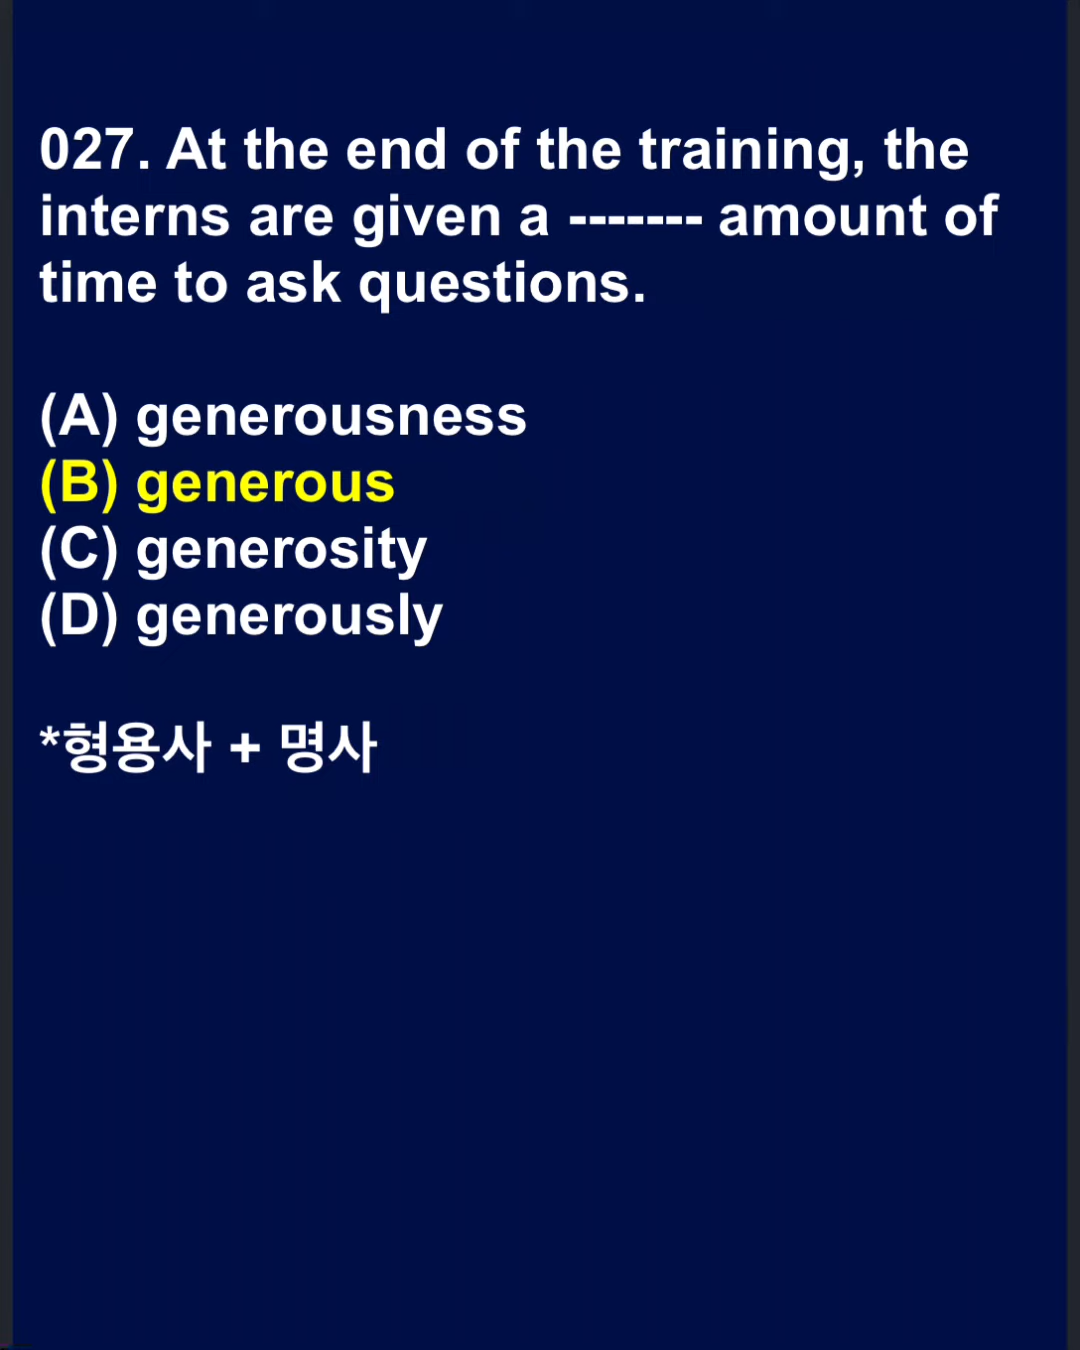 027. At the end of the training, the
interns are given a ------- amount of
time to ask questions.
(A) generousness
(B) generous
(C) generosity
(D) generously
*형용사 + 명사